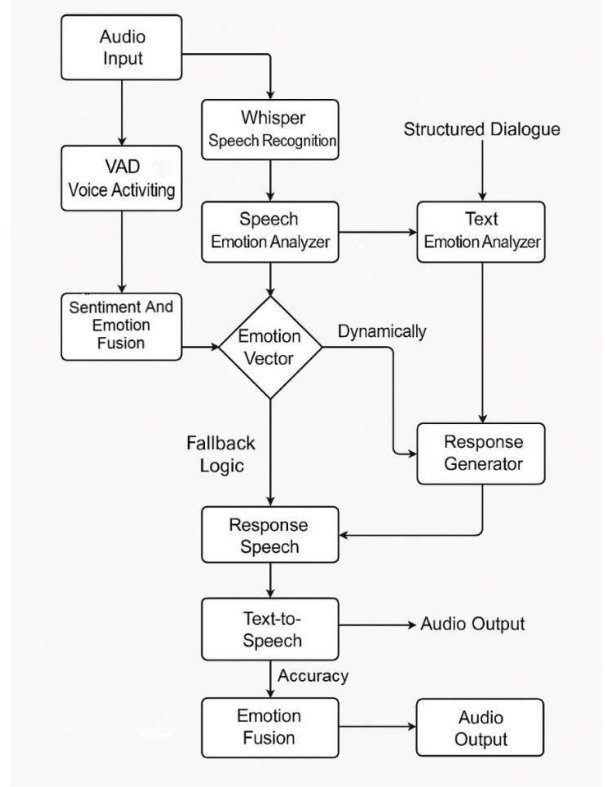 Audio
Input
Whisper
Speech Recognition
Structured Dialogue
VAD
Voice Activiting
Speech
Emotion Analyzer
Text
Emotion Analyzer
Sentiment And
Emotion
Fusion
Emotion
Vector
Dynamically
Fallback
Logic
Response
Generator
Response
Speech
Text-to-
Speech
Audio Output
Accuracy
Emotion
Fusion
Audio
Output